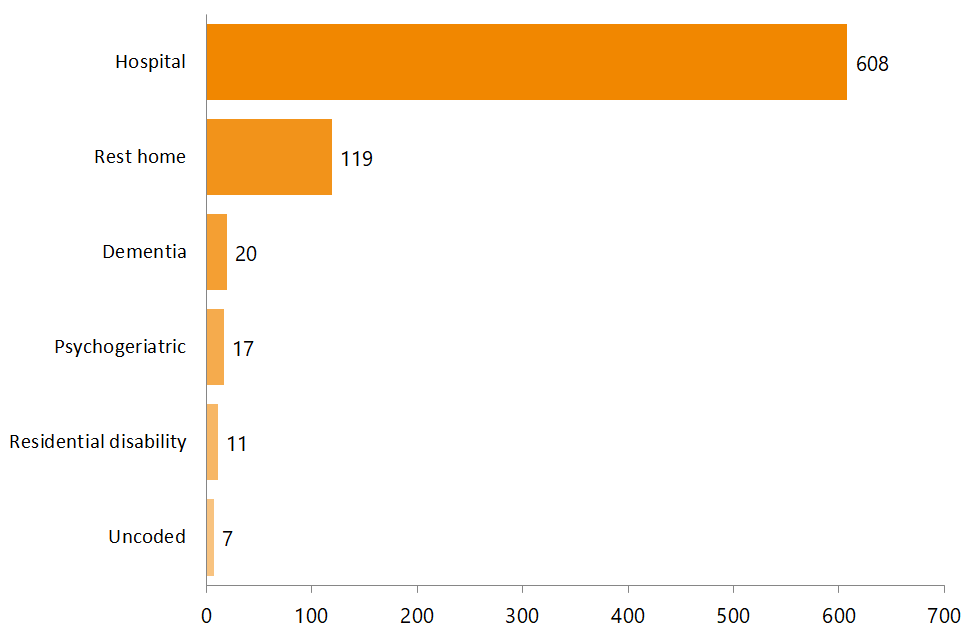 Hospital
608
Rest home
119
Dementia
20
Psychogeriatric
17
Residential disability
11
Uncoded
7
0 100 200 300 400 500 600 700